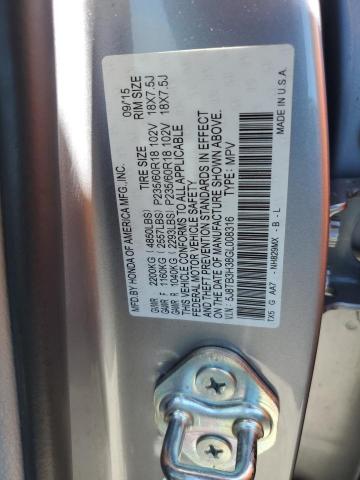 MFD.BY HONDA OF AMERICA MFG.,INC. 09/15
TIRE SIZE RIM SIZE
GVWR 2200KG (4850LBS)
GAWR F 1160KG (2557LBS) P235/60R18 102V 18X7.5J
GAWR R 1040KG (2293LBS) P235/60R18 102V 18X7.5J
THIS VEHICLE CONFORMS TO ALL APPLICABLE
FEDERAL MOTOR VEHICLE SAFETY AND
THEFT PREVENTION STANDARDS IN EFFECT
ON THE DATE OF MANUFACTURE SHOWN ABOVE.
V.I.N: 5J8TB3H38GL008316 TYPE: MPV
TX5 G AA7 - NH829MX - B - L MADE IN U.S.A.